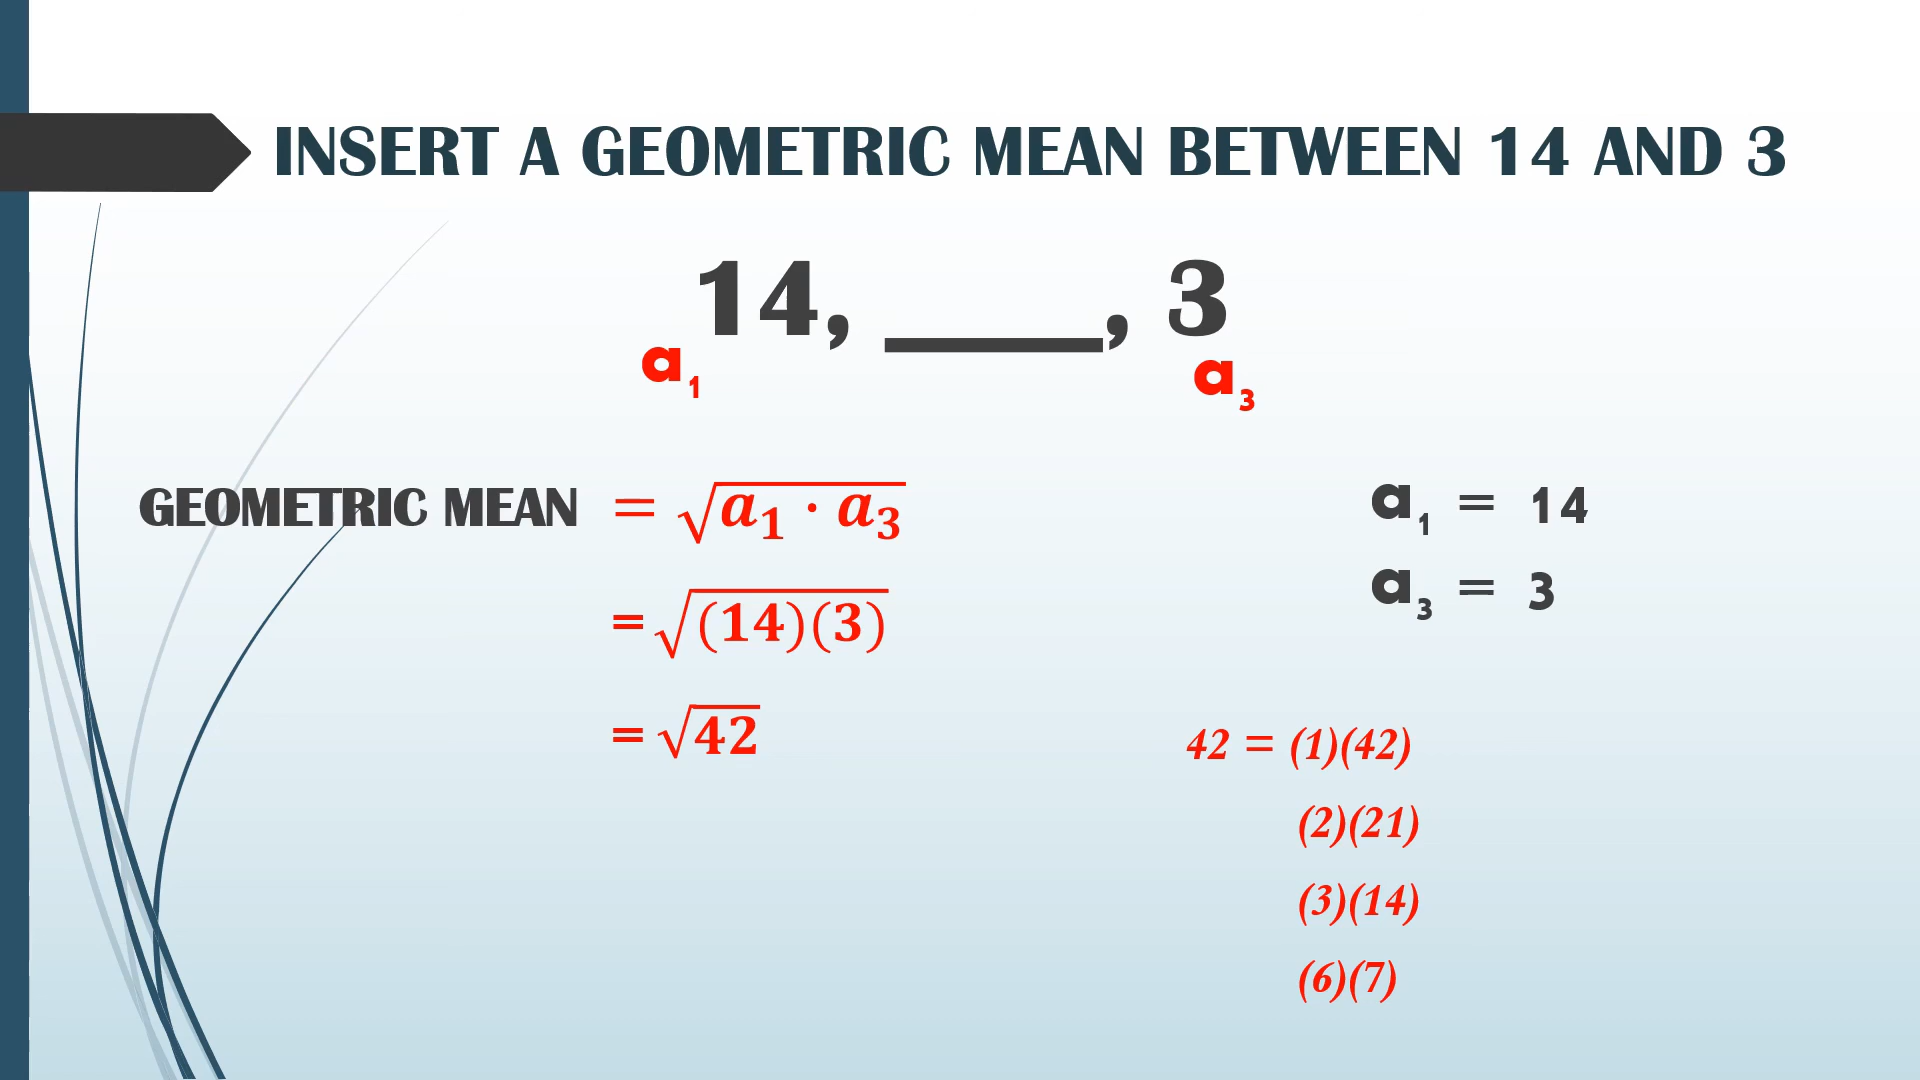 INSERT A GEOMETRIC MEAN BETWEEN 14 AND 3
14, ____, 3
a₁ a₃
GEOMETRIC MEAN = √(a₁ · a₃)
a₁ = 14
= √(14)(3)
a₃ = 3
= √42
42 = (1)(42)
(2)(21)
(3)(14)
(6)(7)